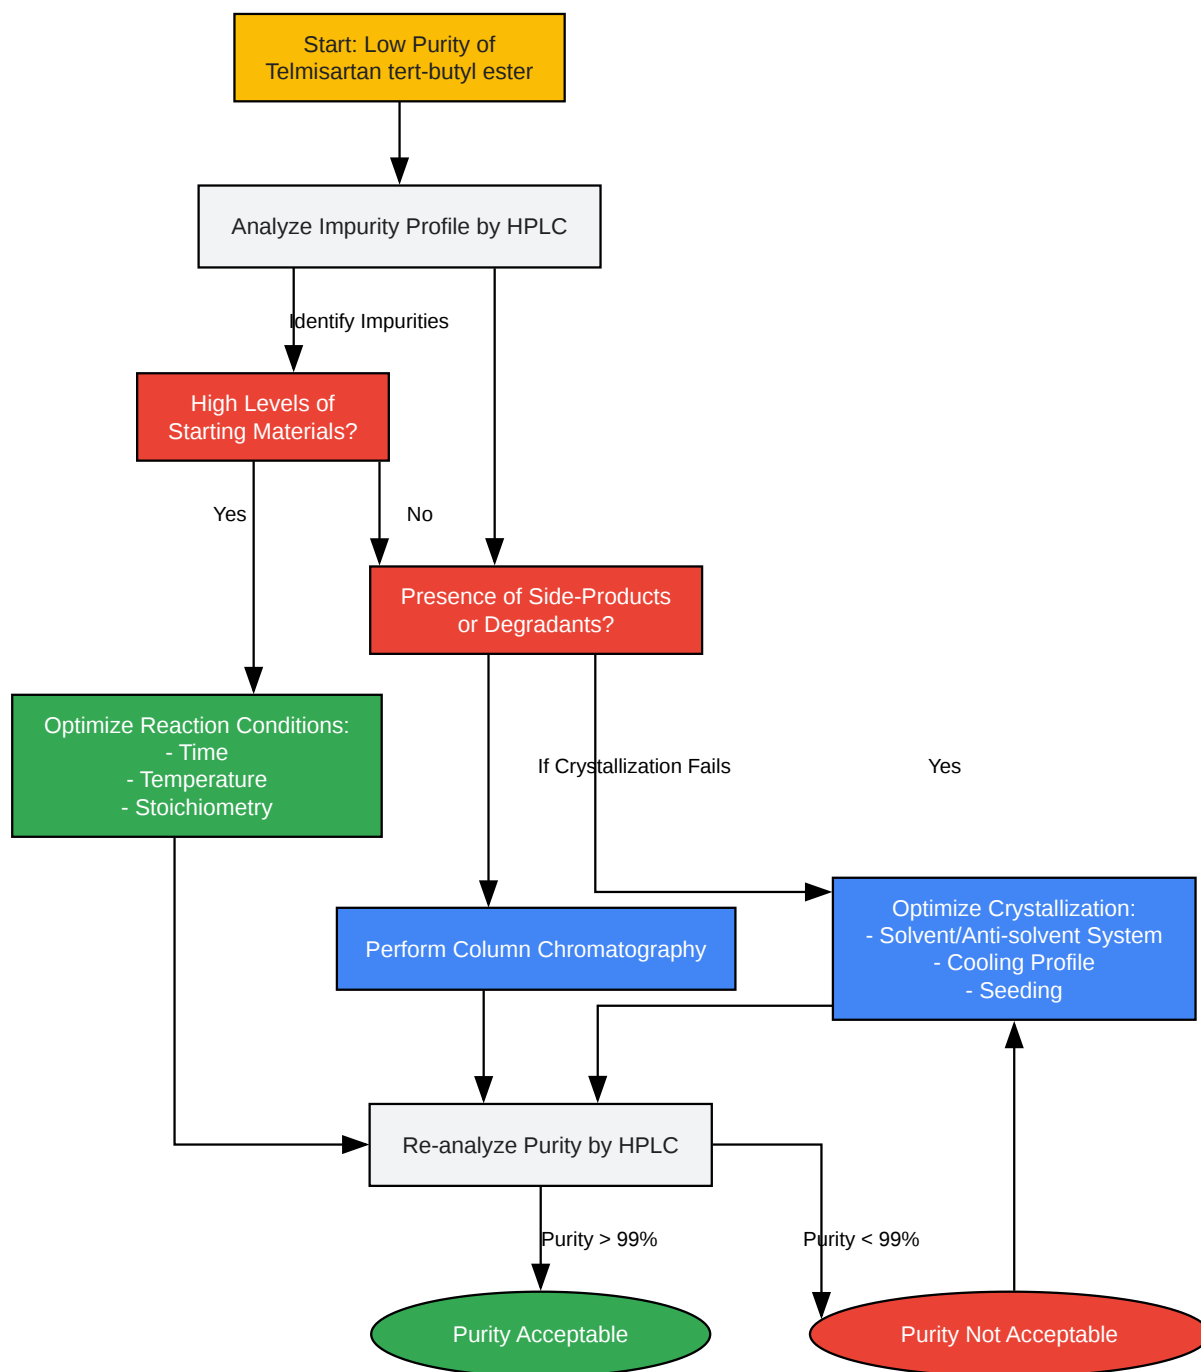 Start: Low Purity of
Telmisartan tert-butyl ester
Analyze Impurity Profile by HPLC
Identify Impurities
High Levels of
Starting Materials?
Yes
No
Presence of Side-Products
or Degradants?
Optimize Reaction Conditions:
- Time
- Temperature
- Stoichiometry
If Crystallization Fails
Yes
Optimize Crystallization:
- Solvent/Anti-solvent System
- Cooling Profile
- Seeding
Perform Column Chromatography
Re-analyze Purity by HPLC
Purity > 99%
Purity < 99%
Purity Acceptable
Purity Not Acceptable